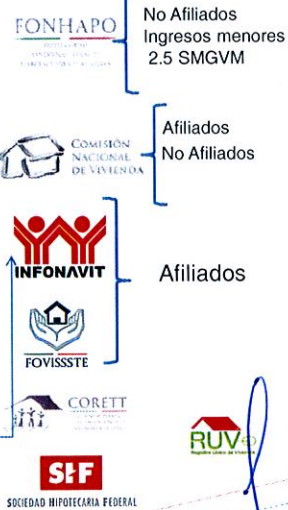 FONHAPO
No Afiliados
Ingresos menores
2.5 SMGVM
COMISIÓN
NACIONAL
DE VIVIENDA
Afiliados
No Afiliados
INFONAVIT
Afiliados
FOVISSSTE
CORETT
RUV
SHF
SOCIEDAD HIPOTECARIA FEDERAL